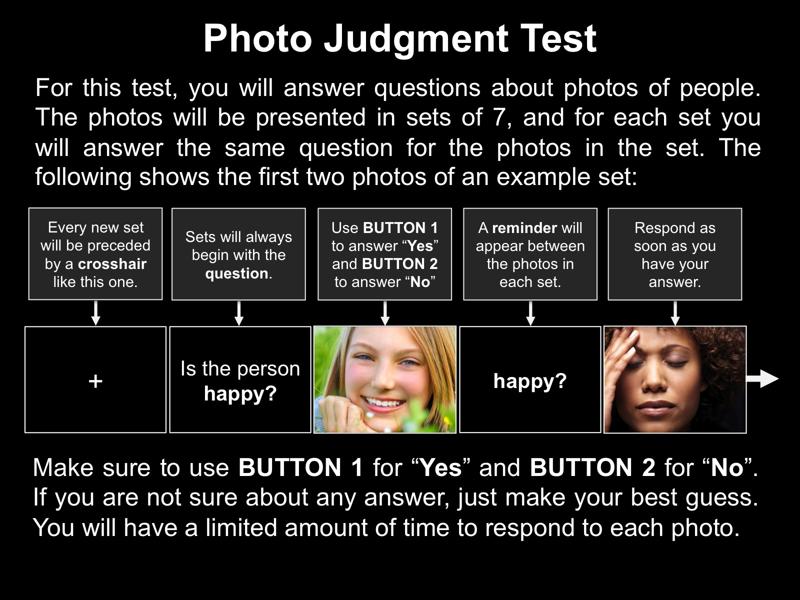 Photo Judgment Test
For this test, you will answer questions about photos of people.
The photos will be presented in sets of 7, and for each set you
will answer the same question for the photos in the set. The
following shows the first two photos of an example set:
Every new set
will be preceded
by a crosshair
like this one.
Sets will always
begin with the
question.
Use BUTTON 1
to answer “Yes”
and BUTTON 2
to answer “No”
A reminder will
appear between
the photos in
each set.
Respond as
soon as you
have your
answer.
+
Is the person
happy?
happy?
Make sure to use BUTTON 1 for “Yes” and BUTTON 2 for “No”.
If you are not sure about any answer, just make your best guess.
You will have a limited amount of time to respond to each photo.